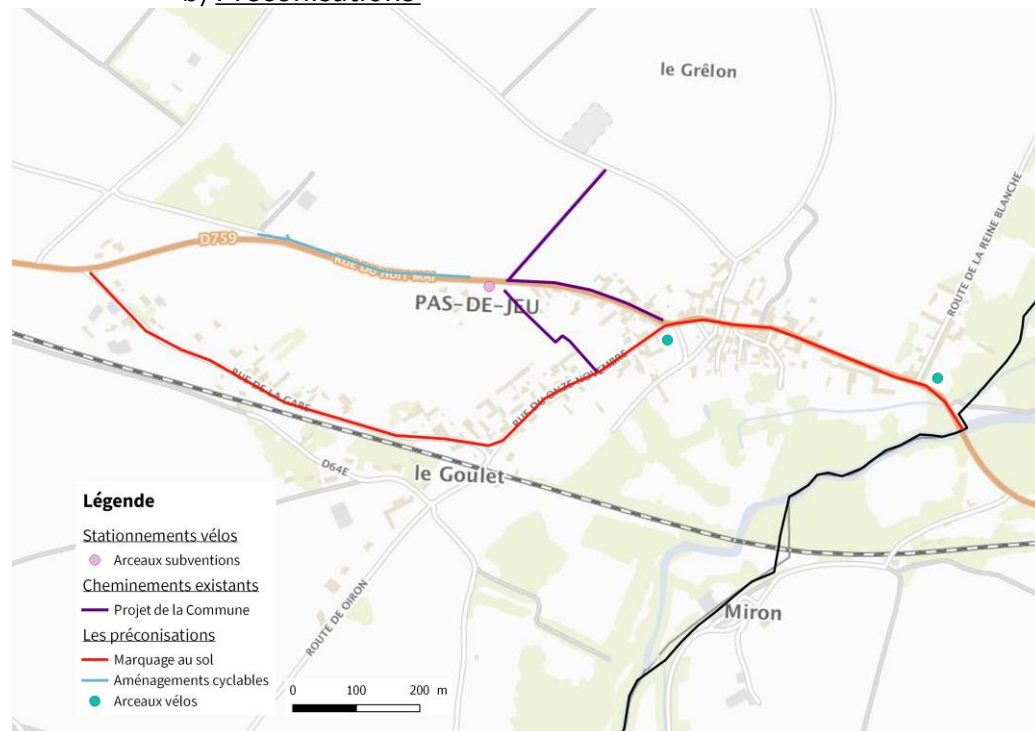 b) Préconisations
le Grêlon
ROUTE DE LA REINE BLANCHE
D759
RUE DU HUIT MAI
PAS-DE-JEU
RUE DE LA GARE
RUE DU ONZE NOVEMBRE
D64E
le Goulet
ROUTE DE OIRON
Miron
Légende
Stationnements vélos
Arceaux subventions
Cheminements existants
Projet de la Commune
Les préconisations
Marquage au sol
Aménagements cyclables
Arceaux vélos
0 100 200 m